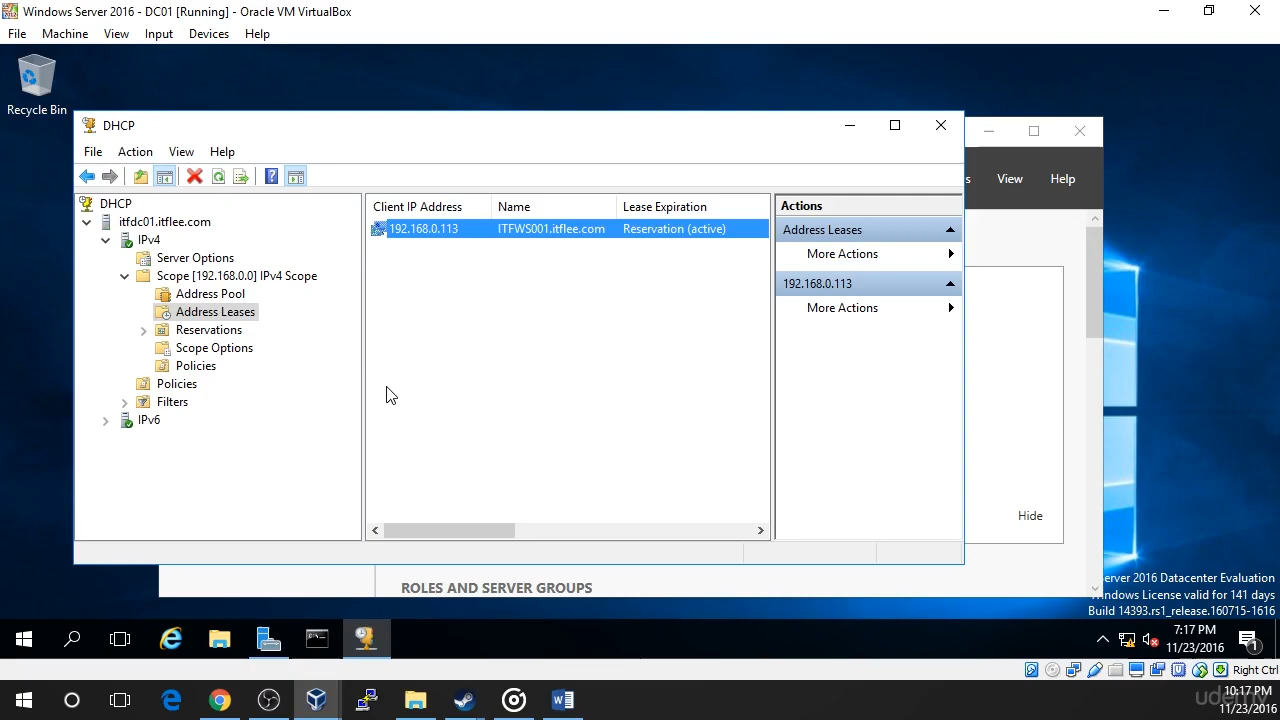 Windows Server 2016 - DC01 [Running] - Oracle VM VirtualBox
File Machine View Input Devices Help
Recycle Bin
DHCP
File Action View Help
s View Help
DHCP
itfdc01.itflee.com
IPv4
Server Options
Scope [192.168.0.0] IPv4 Scope
Address Pool
Address Leases
Reservations
Scope Options
Policies
Policies
Filters
IPv6
Client IP Address Name Lease Expiration
192.168.0.113 ITFWS001.itflee.com Reservation (active)
Actions
Address Leases
More Actions
192.168.0.113
More Actions
Hide
ROLES AND SERVER GROUPS
erver 2016 Datacenter Evaluation
Windows License valid for 141 days
Build 14393.rs1_release.160715-1616
7:17 PM
11/23/2016
1
Right Ctrl
udemy
10:17 PM
11/23/2016